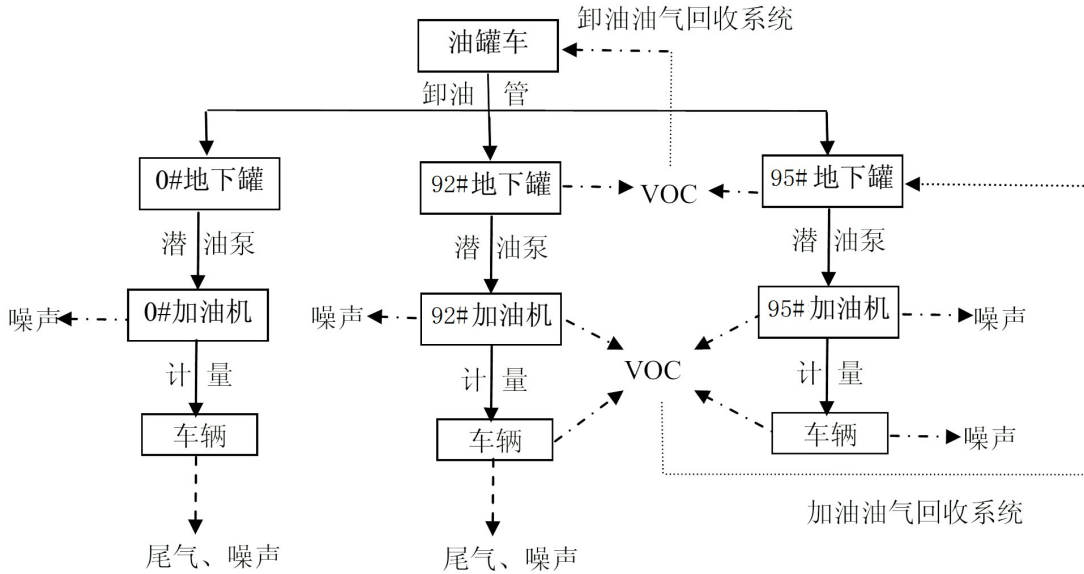 卸油油气回收系统
油罐车
卸油 管
0#地下罐
92#地下罐
VOC
95#地下罐
潜 油泵
潜 油泵
潜 油泵
噪声
0#加油机
噪声
92#加油机
95#加油机
噪声
VOC
计 量
计 量
计 量
车辆
车辆
车辆
噪声
加油油气回收系统
尾气、噪声
尾气、噪声